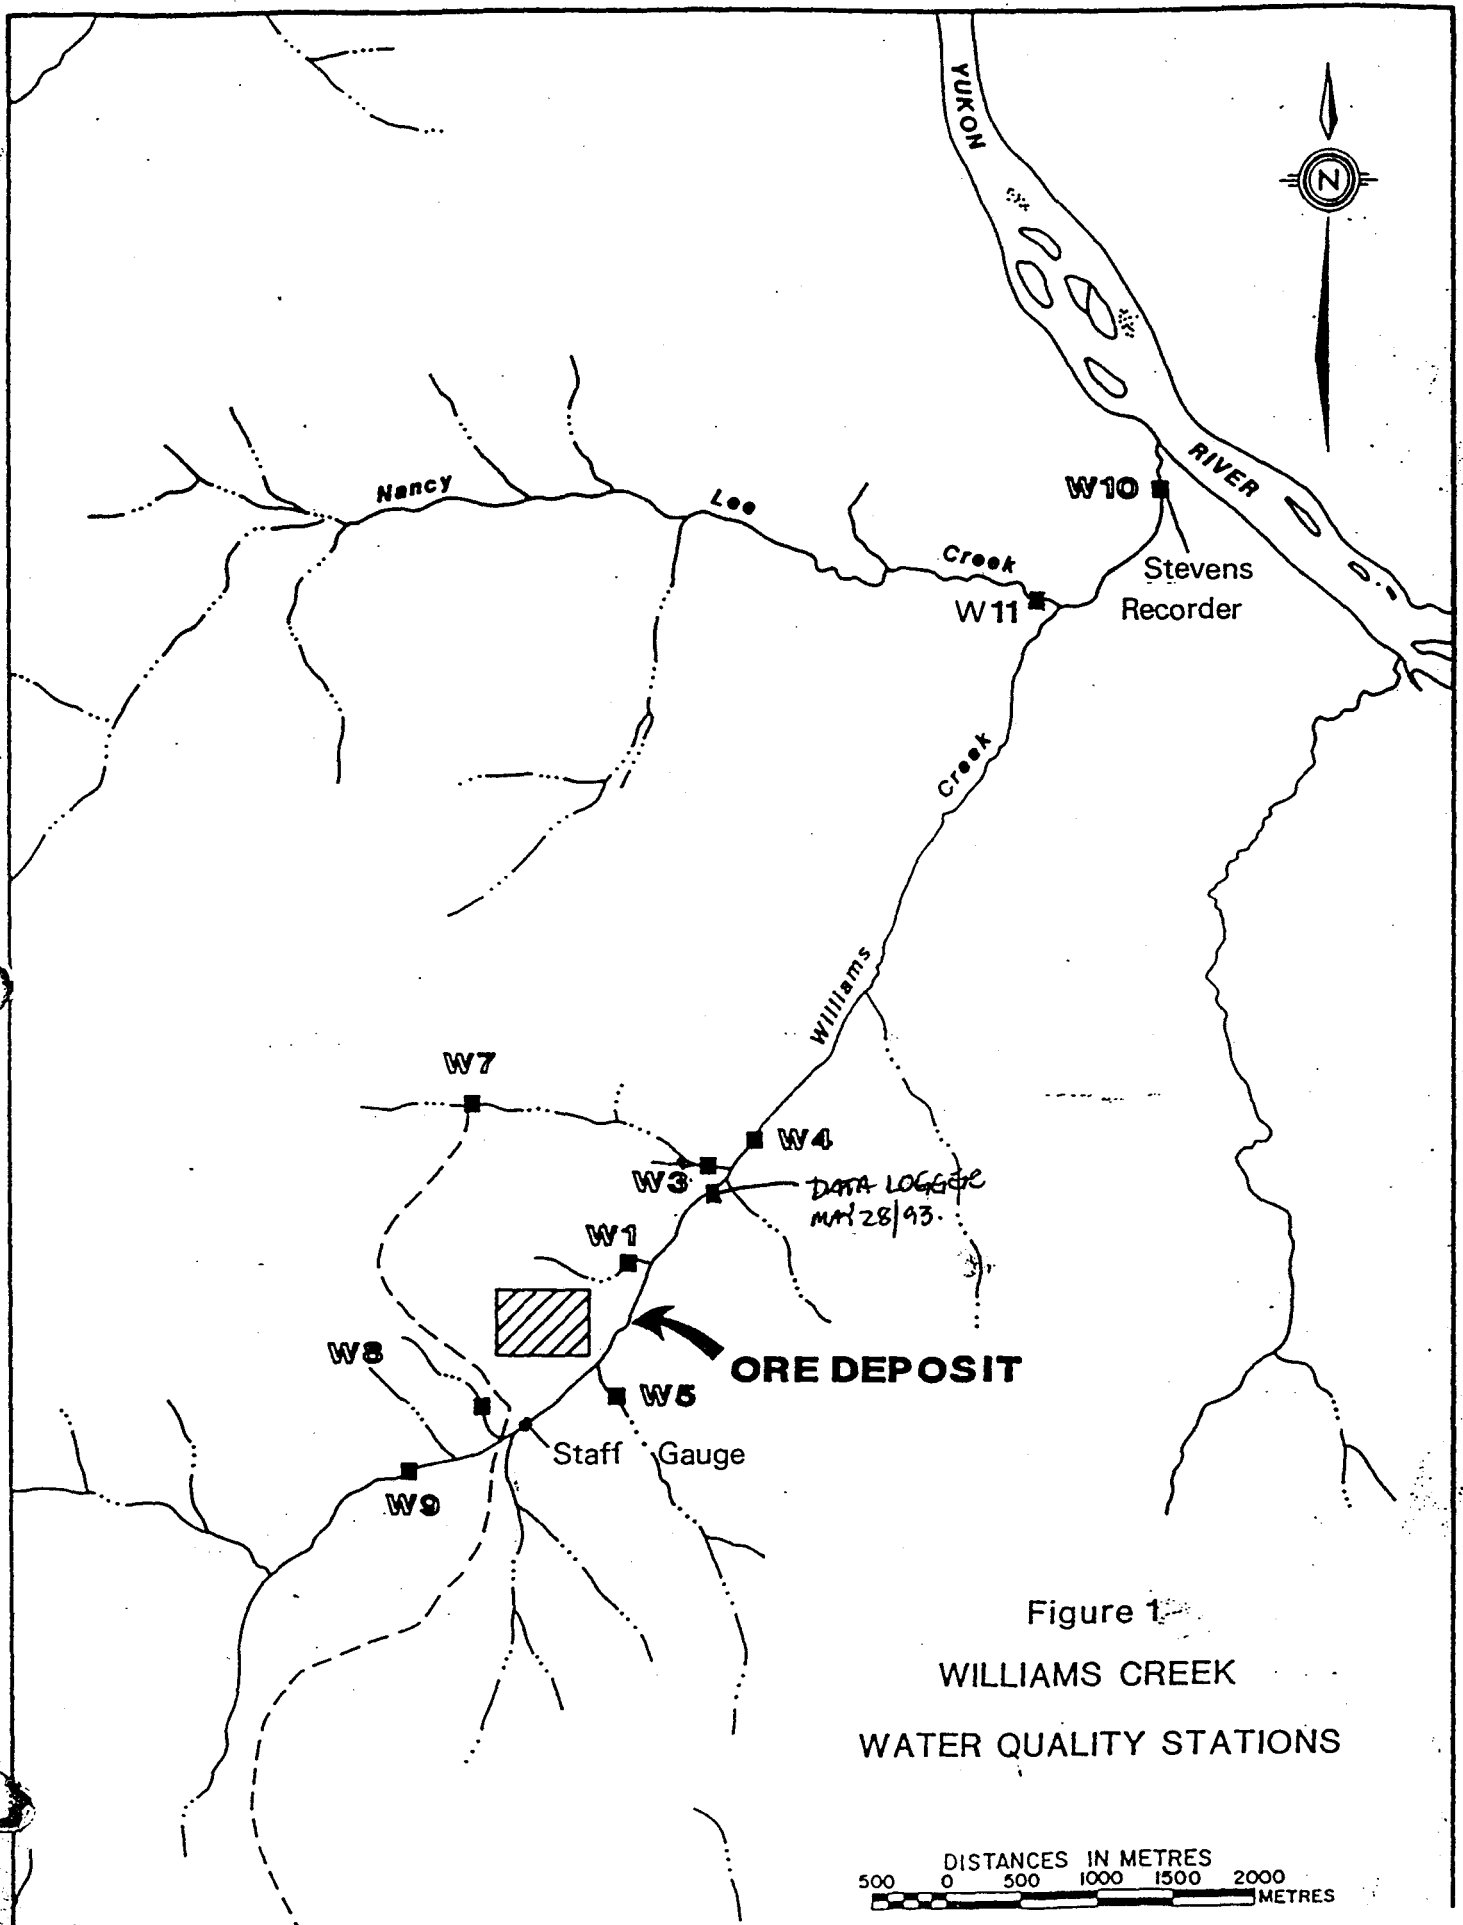 YUKON
N
RIVER
Nancy
Lee
W10
Creek
Stevens
W11
Recorder
Creek
Williams
W7
W4
W3
DATA LOGGER
MAY 28/93.
W1
W8
ORE DEPOSIT
W5
Staff Gauge
W9
Figure 1
WILLIAMS CREEK
WATER QUALITY STATIONS
DISTANCES IN METRES
500 0 500 1000 1500 2000
METRES